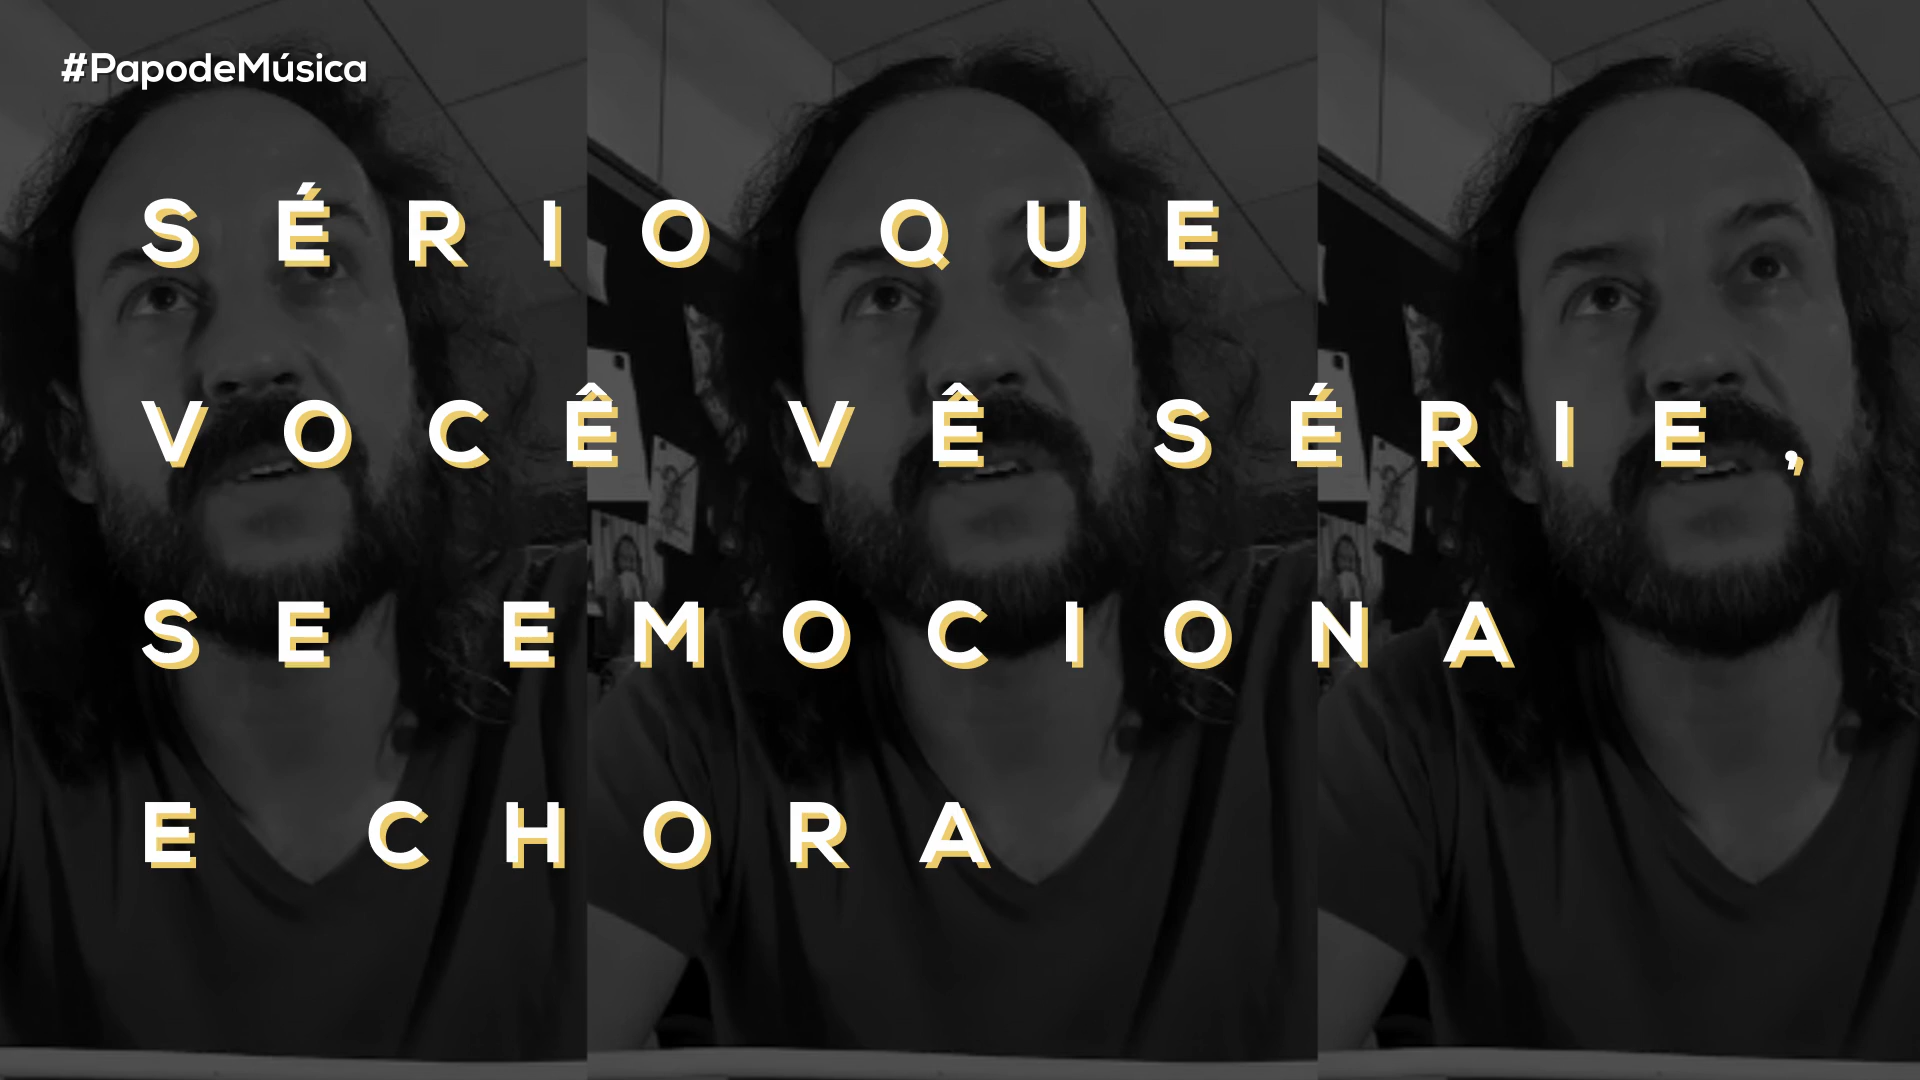 #PapodeMúsica
SÉRIO QUE
VOCÊ VÊ SÉRIE,
SE EMOCIONA
E CHORA